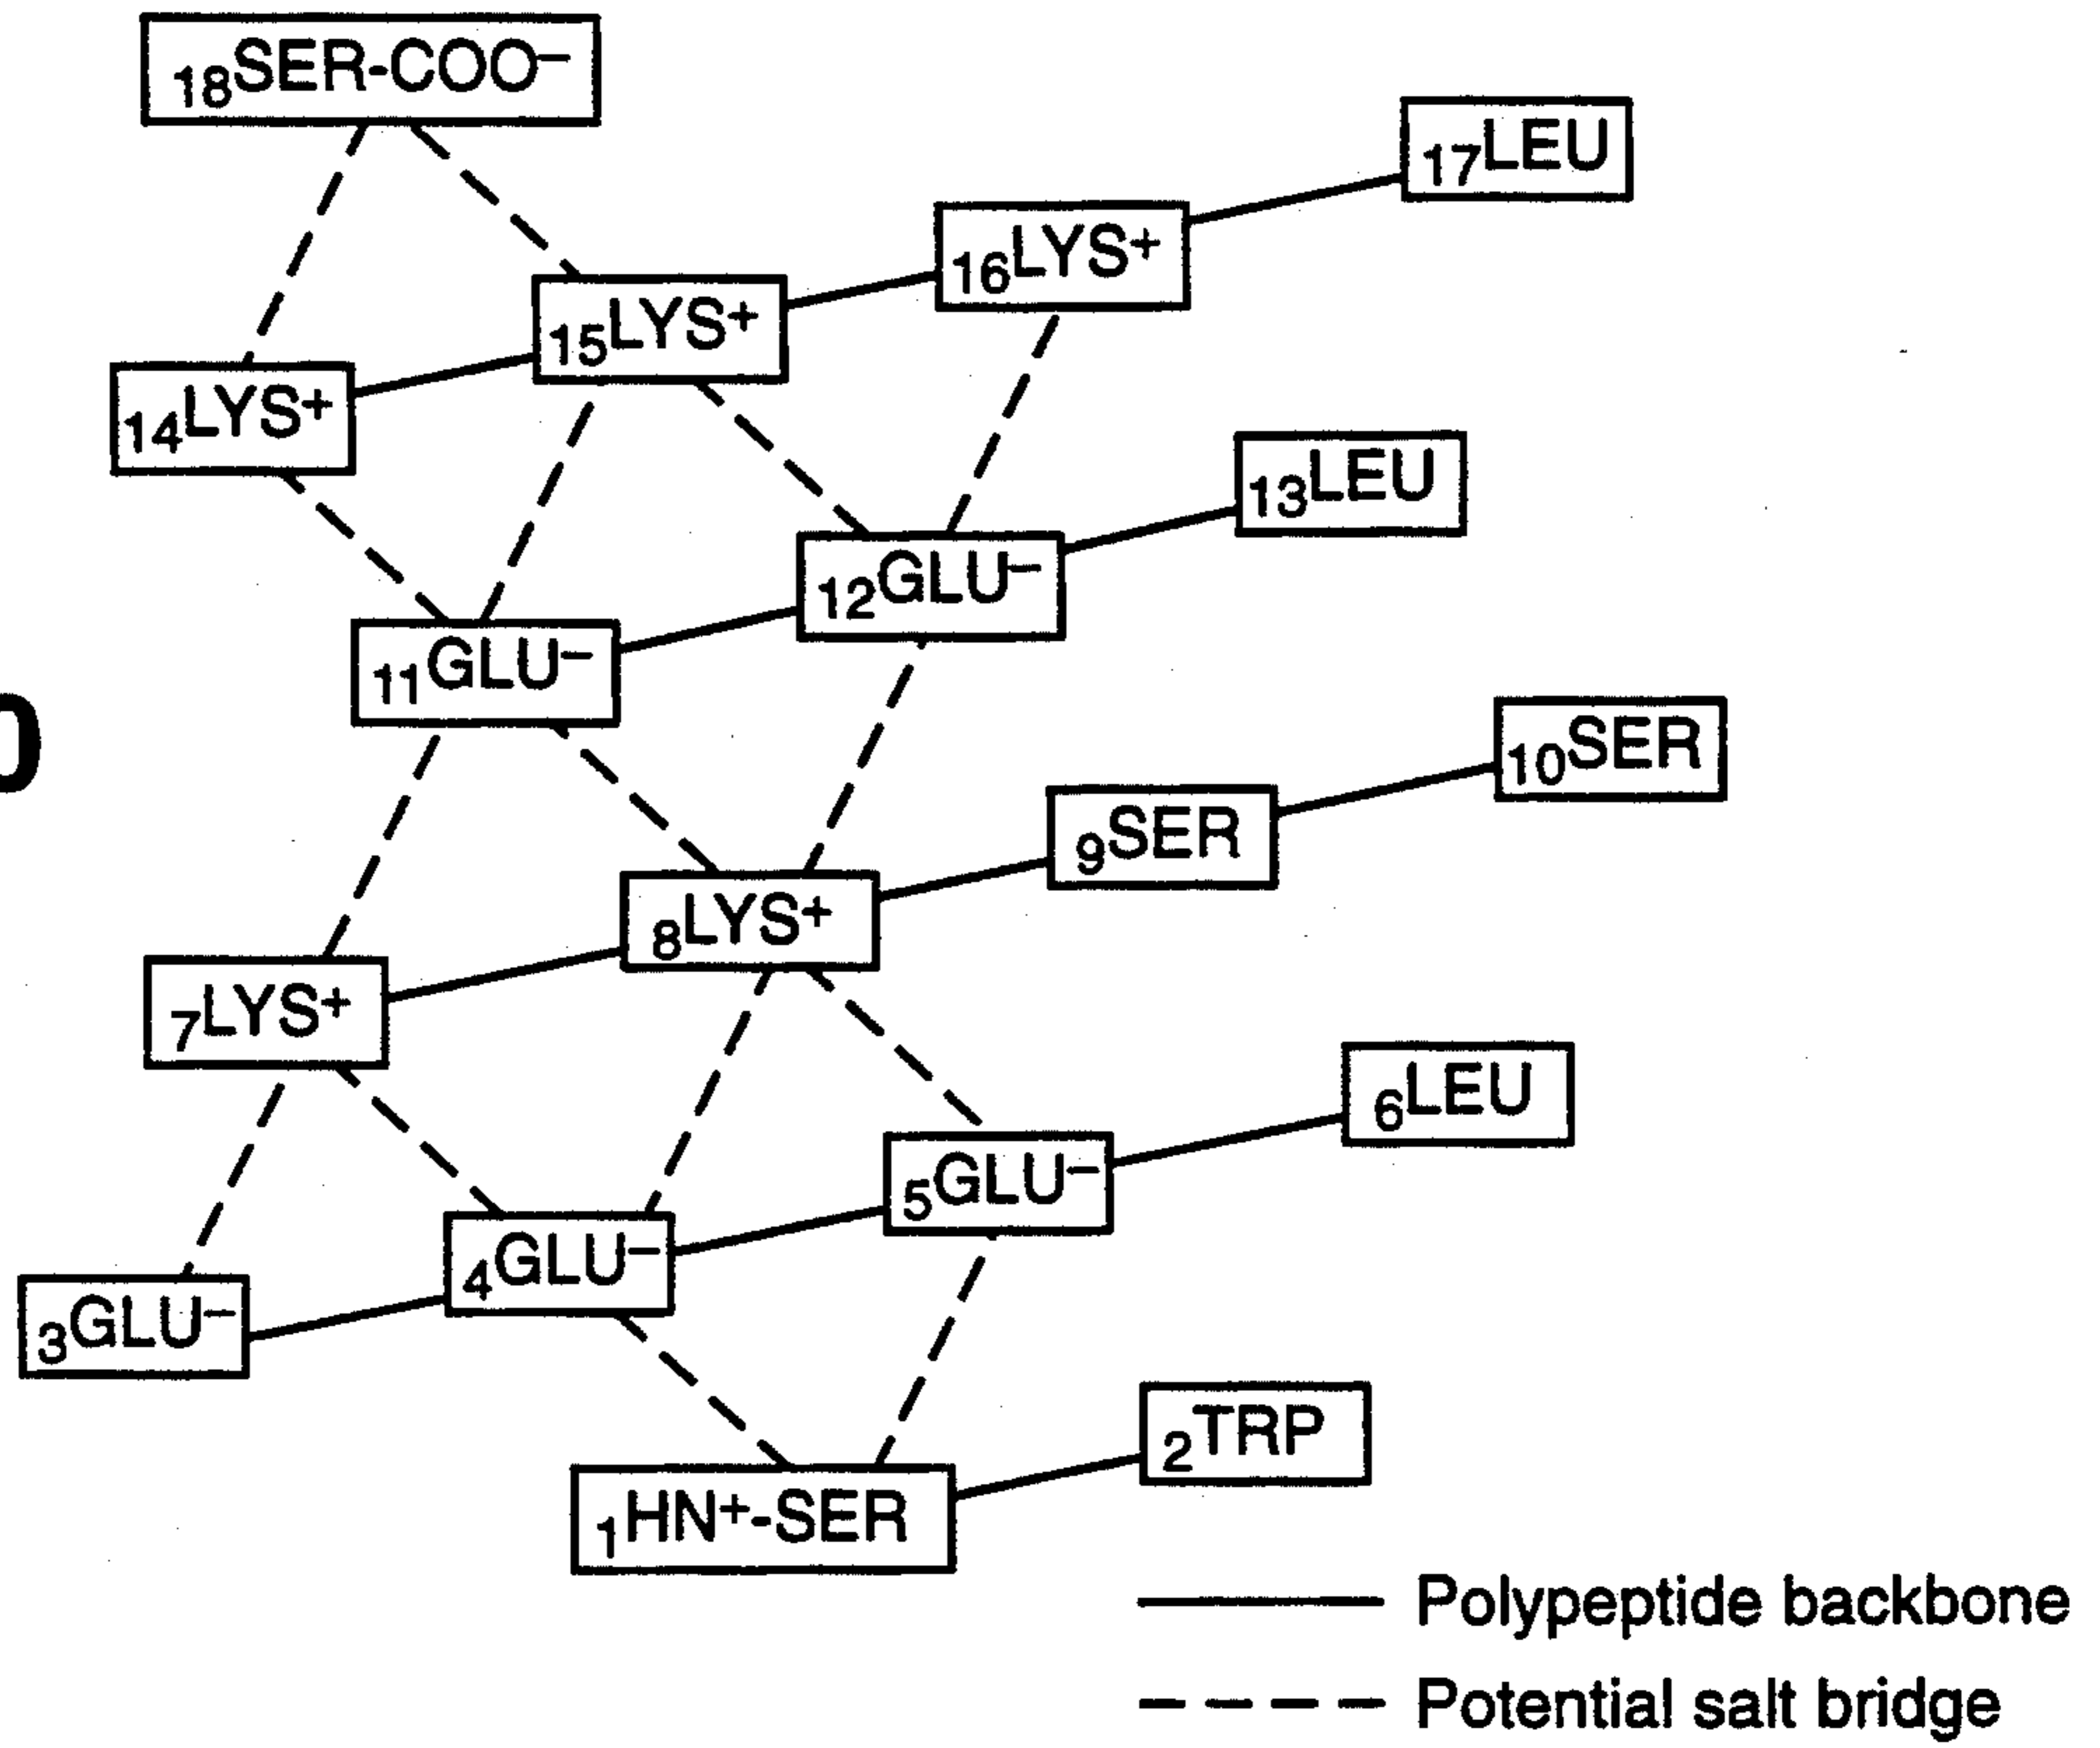 18SER-COO–
17LEU
16LYS+
15LYS+
14LYS+
13LEU
12GLU–
11GLU–
10SER
9SER
8LYS+
7LYS+
6LEU
5GLU–
4GLU–
3GLU–
2TRP
1HN+-SER
Polypeptide backbone
Potential salt bridge